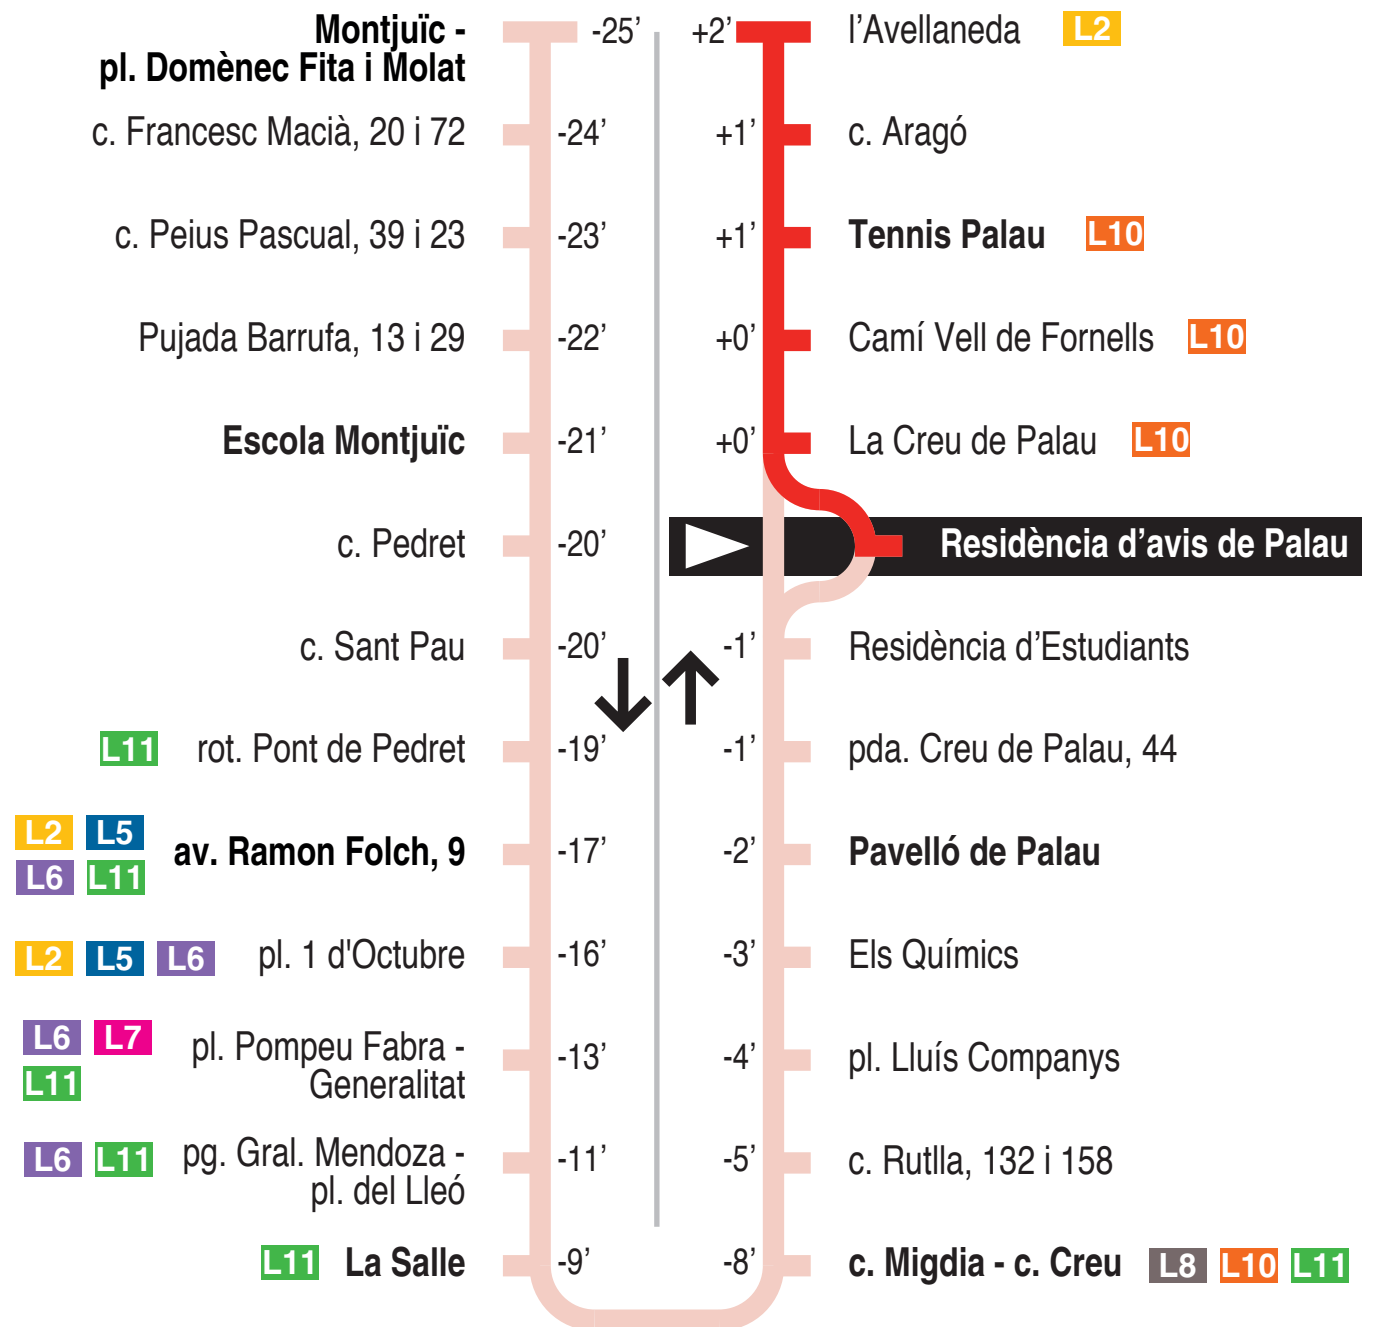 Montjuïc -
pl. Domènec Fita i Molat
-25’
c. Francesc Macià, 20 i 72
-24’
c. Peius Pascual, 39 i 23
-23’
Pujada Barrufa, 13 i 29
-22’
Escola Montjuïc
-21’
c. Pedret
-20’
c. Sant Pau
-20’
L11 rot. Pont de Pedret
-19’
L2 L5
L6 L11
av. Ramon Folch, 9
-17’
L2 L5 L6 pl. 1 d'Octubre
-16’
L6 L7
L11
pl. Pompeu Fabra -
Generalitat
-13’
L6 L11
pg. Gral. Mendoza -
pl. del Lleó
-11’
L11 La Salle
-9’
+2’ l’Avellaneda L2
+1’ c. Aragó
+1’ Tennis Palau L10
+0’ Camí Vell de Fornells L10
+0’ La Creu de Palau L10
Residència d’avis de Palau
-1’ Residència d’Estudiants
-1’ pda. Creu de Palau, 44
-2’ Pavelló de Palau
-3’ Els Químics
-4’ pl. Lluís Companys
-5’ c. Rutlla, 132 i 158
-8’ c. Migdia - c. Creu L8 L10 L11